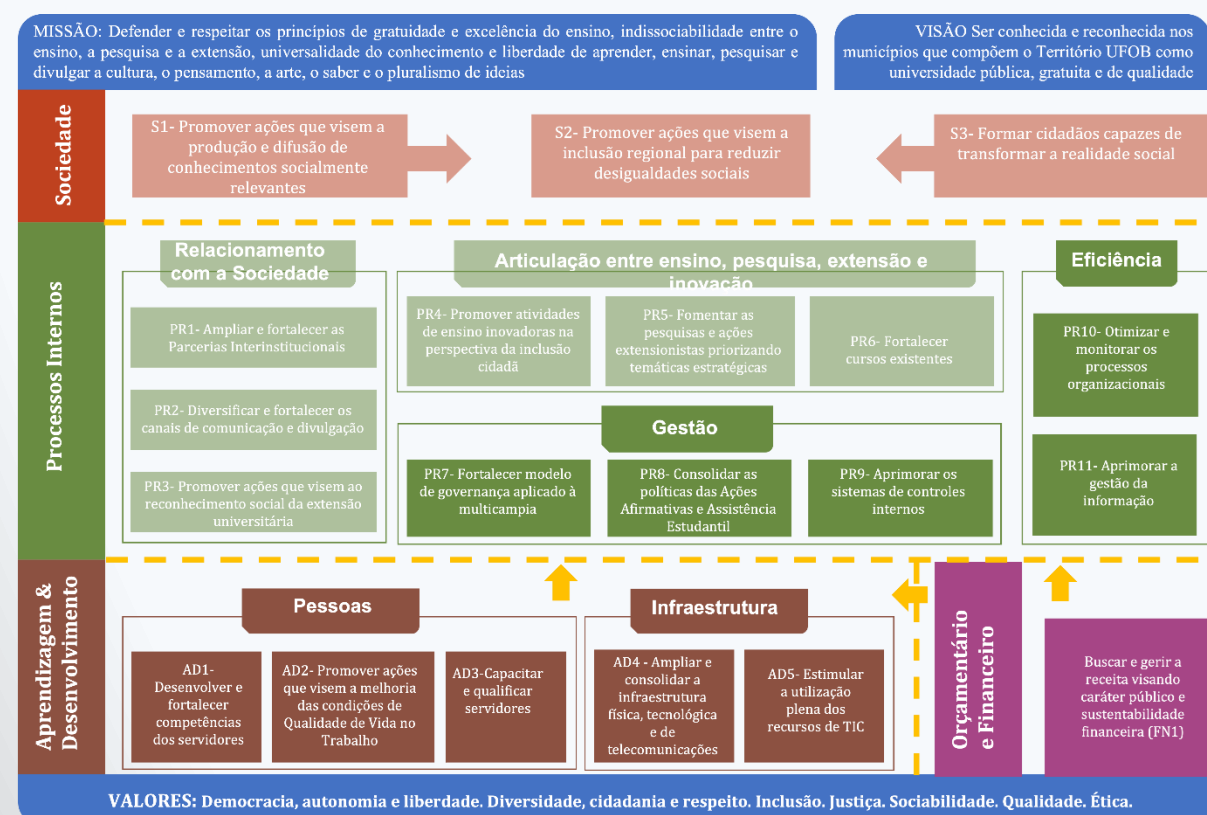 MISSÃO: Defender e respeitar os princípios de gratuidade e excelência do ensino, indissociabilidade entre o
ensino, a pesquisa e a extensão, universalidade do conhecimento e liberdade de aprender, ensinar, pesquisar e
divulgar a cultura, o pensamento, a arte, o saber e o pluralismo de ideias
VISÃO Ser conhecida e reconhecida nos
municípios que compõem o Território UFOB como
universidade pública, gratuita e de qualidade
Sociedade
S1- Promover ações que visem a
produção e difusão de
conhecimentos socialmente
relevantes
S2- Promover ações que visem a
inclusão regional para reduzir
desigualdades sociais
S3- Formar cidadãos capazes de
transformar a realidade social
Processos Internos
Relacionamento
com a Sociedade
PR1- Ampliar e fortalecer as
Parcerias Interinstitucionais
PR2- Diversificar e fortalecer os
canais de comunicação e divulgação
PR3- Promover ações que visem ao
reconhecimento social da extensão
universitária
Articulação entre ensino, pesquisa, extensão e
inovação
PR4- Promover atividades
de ensino inovadoras na
perspectiva da inclusão
cidadã
PR5- Fomentar as
pesquisas e ações
extensionistas priorizando
temáticas estratégicas
PR6- Fortalecer
cursos existentes
Gestão
PR7- Fortalecer modelo
de governança aplicado à
multicampia
PR8- Consolidar as
políticas das Ações
Afirmativas e Assistência
Estudantil
PR9- Aprimorar os
sistemas de controles
internos
Eficiência
PR10- Otimizar e
monitorar os
processos
organizacionais
PR11- Aprimorar a
gestão da
informação
Aprendizagem &
Desenvolvimento
Pessoas
AD1-
Desenvolver e
fortalecer
competências
dos servidores
AD2- Promover ações
que visem a melhoria
das condições de
Qualidade de Vida no
Trabalho
AD3-Capacitar
e qualificar
servidores
Infraestrutura
AD4 - Ampliar e
consolidar a
infraestrutura
física, tecnológica
e de
telecomunicações
AD5- Estimular
a utilização
plena dos
recursos de TIC
Orçamentário
e Financeiro
Buscar e gerir a
receita visando
caráter público e
sustentabilidade
financeira (FN1)
VALORES: Democracia, autonomia e liberdade. Diversidade, cidadania e respeito. Inclusão. Justiça. Sociabilidade. Qualidade. Ética.